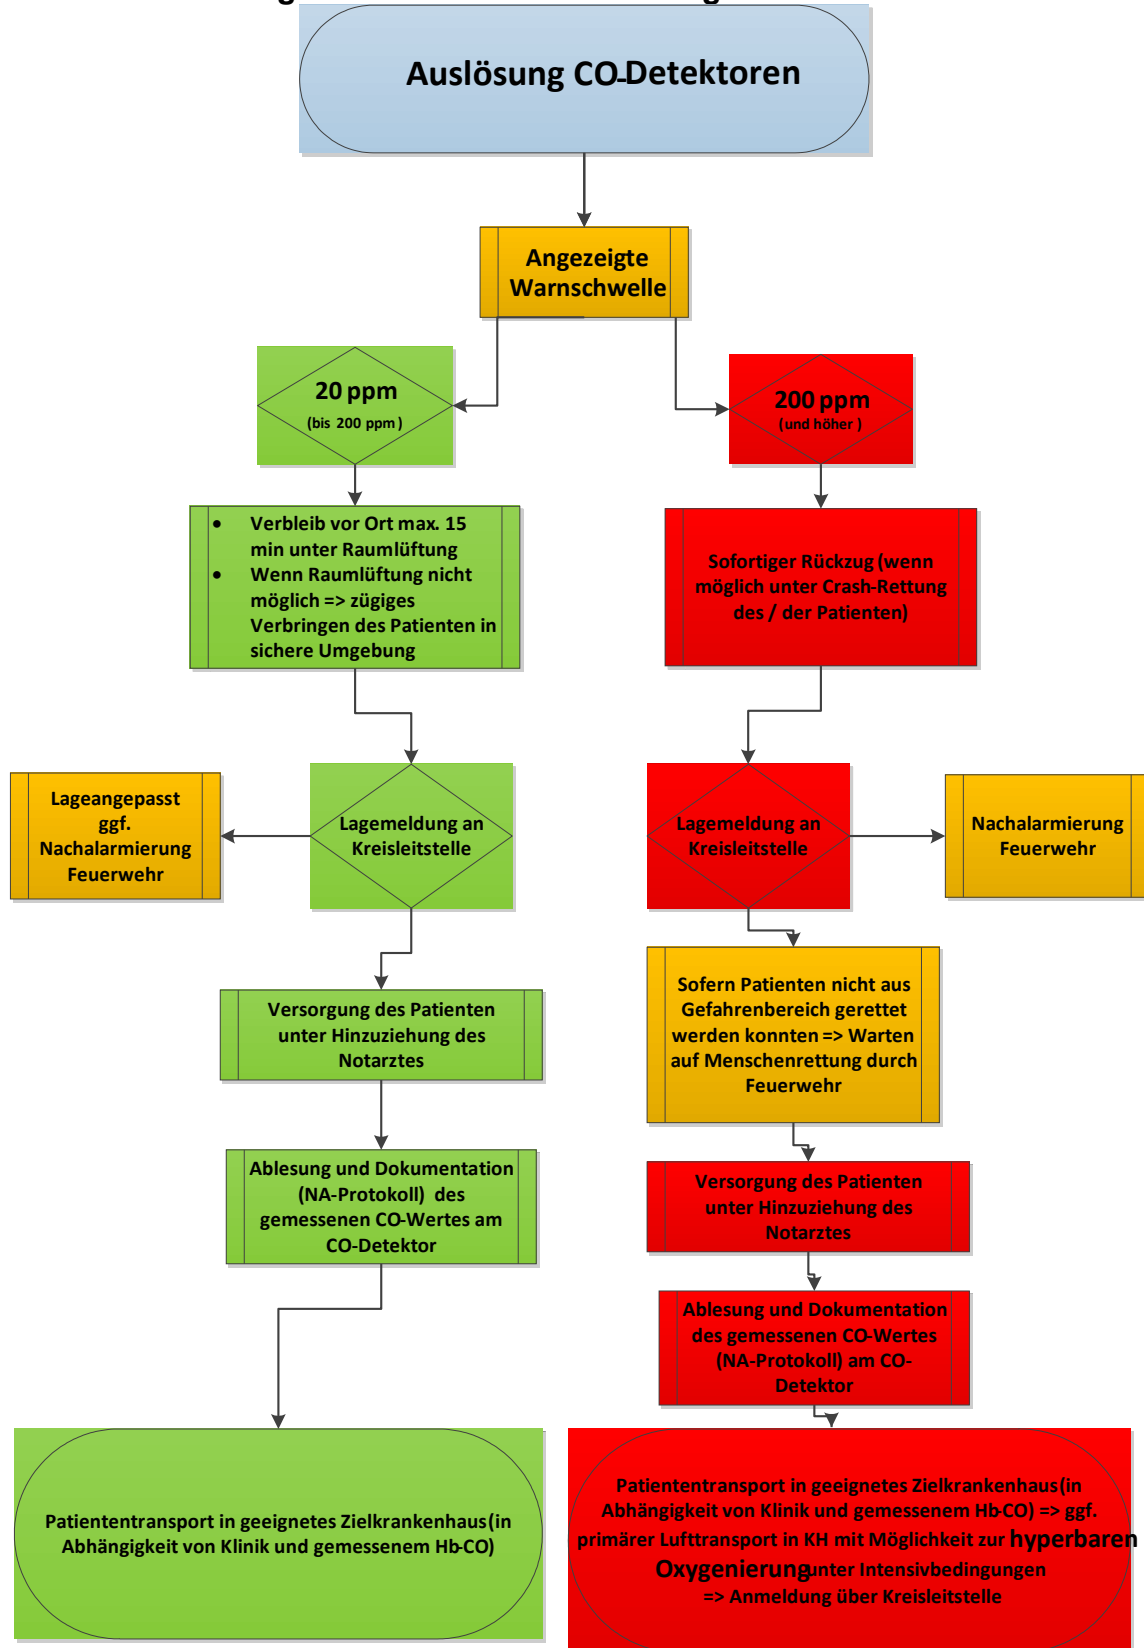 Auslösung CO-Detektoren
Angezeigte
Warnschwelle
20 ppm
(bis 200 ppm)
200 ppm
(und höher )
• Verbleib vor Ort max. 15
min unter Raumlüftung
• Wenn Raumlüftung nicht
möglich => zügiges
Verbringen des Patienten in
sichere Umgebung
Sofortiger Rückzug (wenn
möglich unter Crash-Rettung
des / der Patienten)
Lageangepasst
ggf.
Nachalarmierung
Feuerwehr
Lagemeldung an
Kreisleitstelle
Lagemeldung an
Kreisleitstelle
Nachalarmierung
Feuerwehr
Versorgung des Patienten
unter Hinzuziehung des
Notarztes
Sofern Patienten nicht aus
Gefahrenbereich gerettet
werden konnten => Warten
auf Menschenrettung durch
Feuerwehr
Ablesung und Dokumentation
(NA-Protokoll) des
gemessenen CO-Wertes am
CO-Detektor
Versorgung des Patienten
unter Hinzuziehung des
Notarztes
Ablesung und Dokumentation
des gemessenen CO-Wertes
(NA-Protokoll) am CO-
Detektor
Patiententransport in geeignetes Zielkrankenhaus (in
Abhängigkeit von Klinik und gemessenem Hb-CO)
Patiententransport in geeignetes Zielkrankenhaus (in
Abhängigkeit von Klinik und gemessenem Hb-CO) => ggf.
primärer Lufttransport in KH mit Möglichkeit zur hyperbaren
Oxygenierung unter Intensivbedingungen
=> Anmeldung über Kreisleitstelle